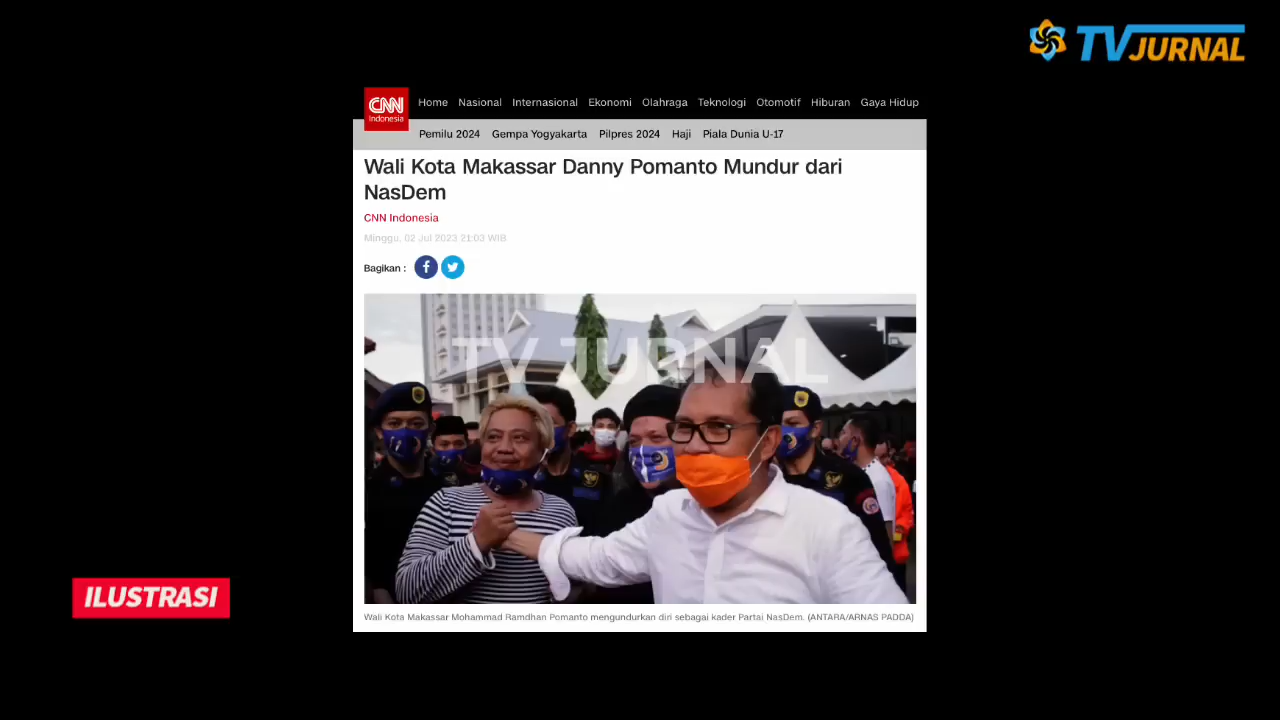 TV JURNAL
CNN Indonesia
Home Nasional Internasional Ekonomi Olahraga Teknologi Otomotif Hiburan Gaya Hidup
Pemilu 2024 Gempa Yogyakarta Pilpres 2024 Haji Piala Dunia U-17
Wali Kota Makassar Danny Pomanto Mundur dari
NasDem
CNN Indonesia
Minggu, 02 Jul 2023 21:03 WIB
Bagikan :
TV JURNAL
ILUSTRASI
Wali Kota Makassar Mohammad Ramdhan Pomanto mengundurkan diri sebagai kader Partai NasDem. (ANTARA/ARNAS PADDA)